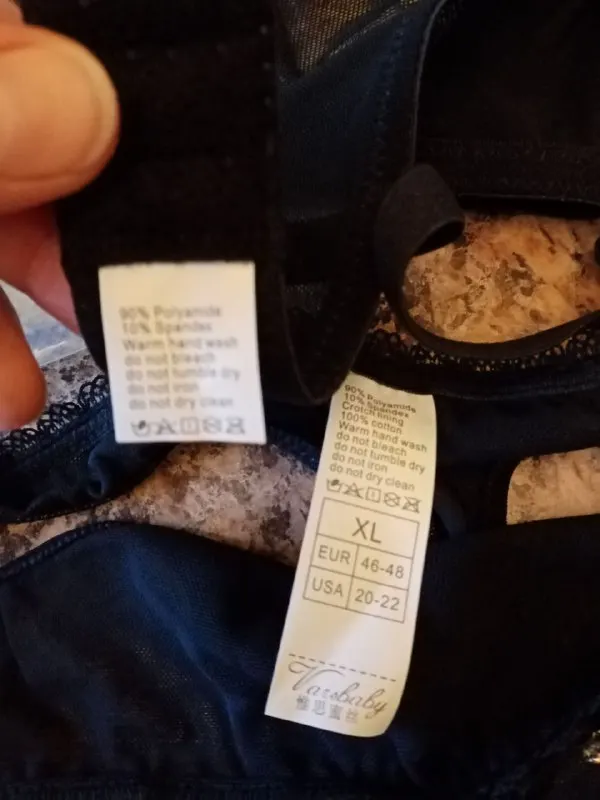 90% Polyamide
10% Spandex
Warm hand wash
do not bleach
do not tumble dry
do not iron
do not dry clean
90% Polyamide
10% Spandex
Crotch lining
100% cotton
Warm hand wash
do not bleach
do not tumble dry
do not iron
do not dry clean
XL
EUR 46-48
USA 20-22
Varsbaby